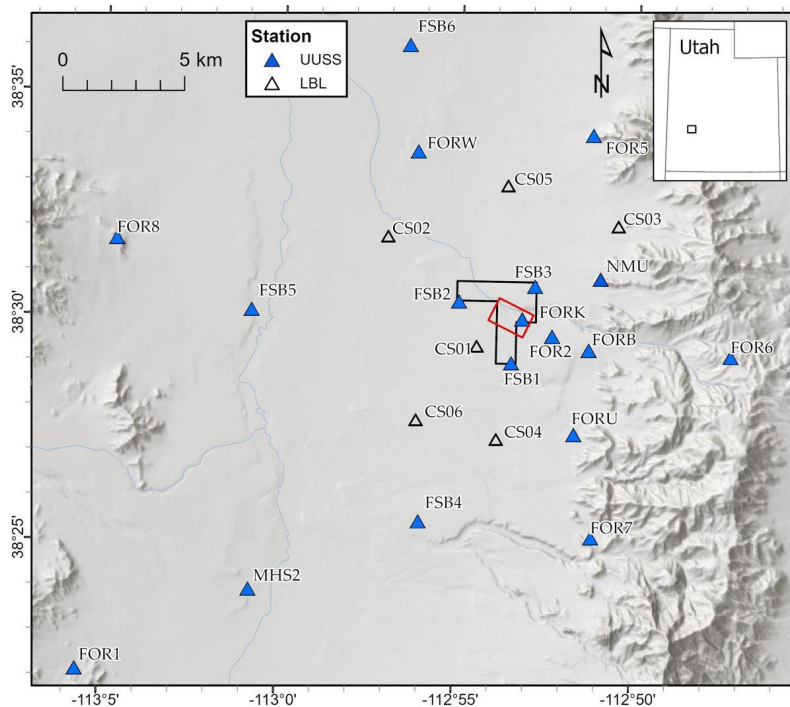 FSB6
Station
UUSS
LBL
0
5 km
N
Utah
38°35'
FORW
FOR5
CS05
CS03
FOR8
CS02
NMU
FSB3
FSB2
FSB5
38°30'
FORK
FOR2
FORB
FOR6
CS01
FSB1
CS06
CS04
FORU
FSB4
FOR7
38°25'
MHS2
FOR1
-113°5'
-113°0'
-112°55'
-112°50'